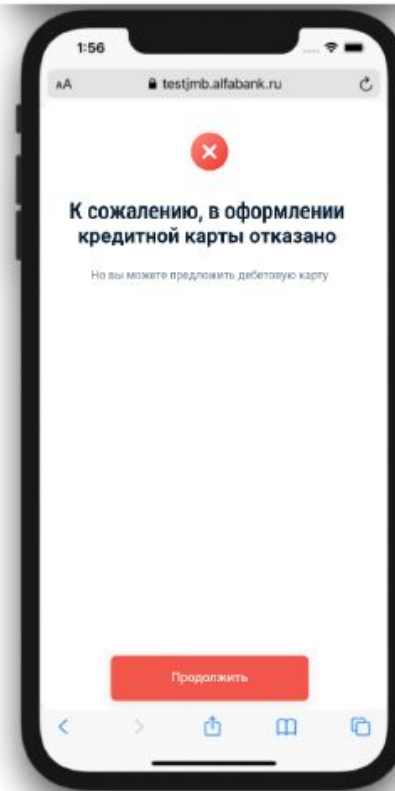 1:56
AA
testjmb.alfabank.ru
К сожалению, в оформлении
кредитной карты отказано
Но вы можете предложить дебетовую карту
Продолжить